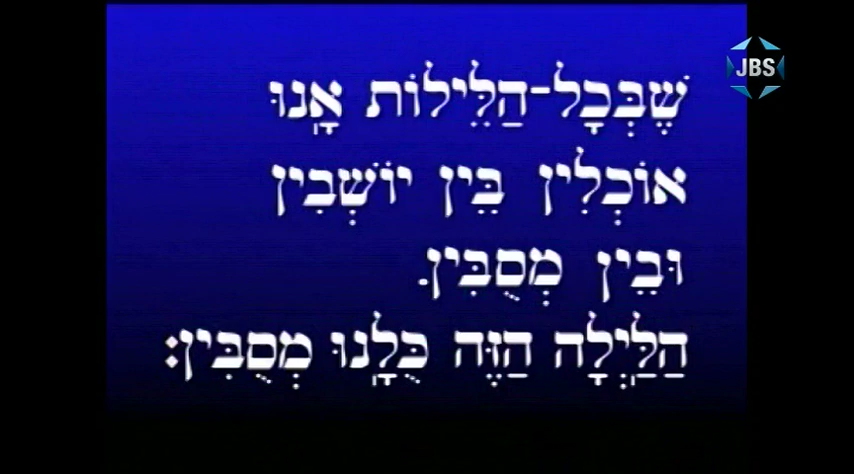 JBS
שֶׁבְּכָל-הַלֵּילוֹת אָֽנוּ
אוֹכְלִין בֵּין יוֹשְׁבִין
וּבֵין מְסֻבִּין.
הַלַּֽיְלָה הַזֶּה כֻּלָּֽנוּ מְסֻבִּין: